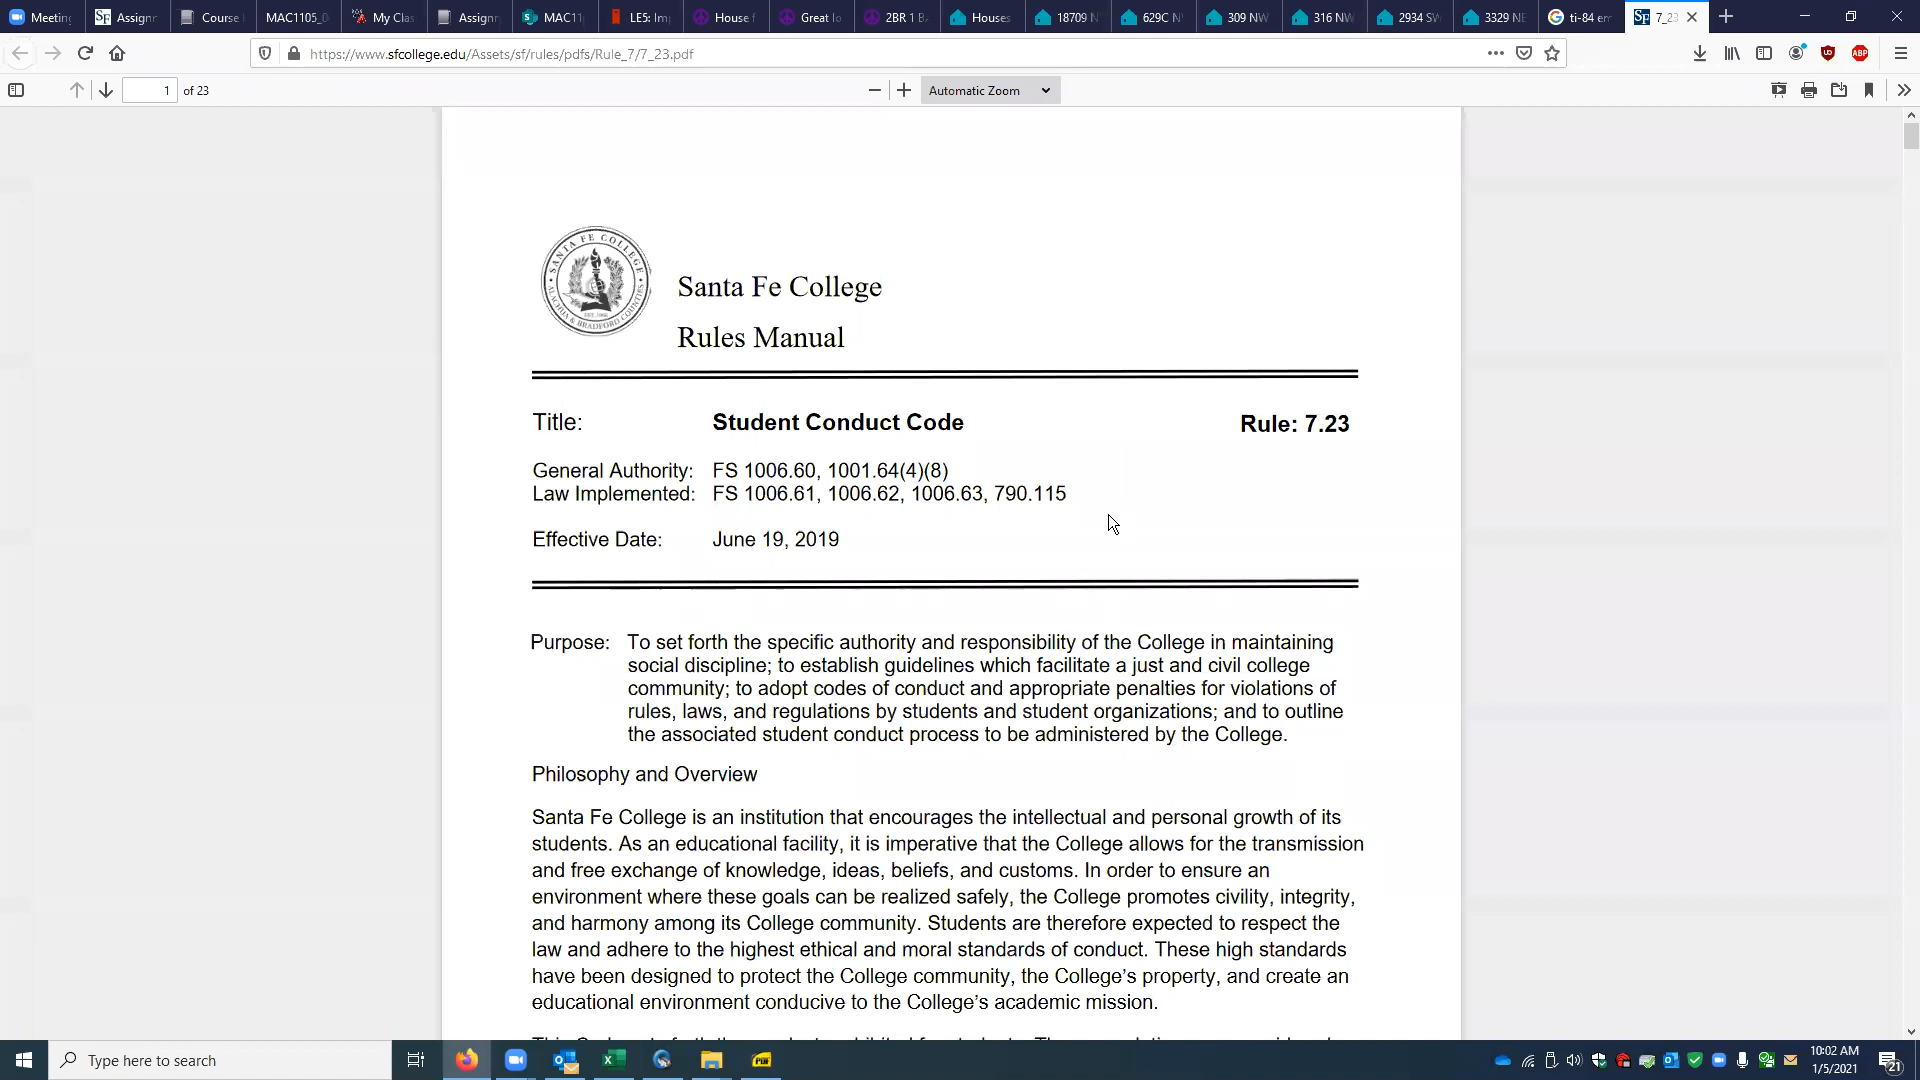 Meeting
Assignr
Course
MAC1105_0
My Clas
Assignr
MAC11
LE5: Im
House f
Great lo
2BR 1 B
Houses
18709 N
629C N
309 NW
316 NW
2934 SW
3329 NE
ti-84 em
7_23
https://www.sfcollege.edu/Assets/sf/rules/pdfs/Rule_7/7_23.pdf
ABP
1 of 23
Automatic Zoom
SANTA FE COLLEGE
ALACHUA & BRADFORD COUNTIES
Santa Fe College
Rules Manual
Title: Student Conduct Code Rule: 7.23
General Authority: FS 1006.60, 1001.64(4)(8)
Law Implemented: FS 1006.61, 1006.62, 1006.63, 790.115
Effective Date: June 19, 2019
Purpose: To set forth the specific authority and responsibility of the College in maintaining
social discipline; to establish guidelines which facilitate a just and civil college
community; to adopt codes of conduct and appropriate penalties for violations of
rules, laws, and regulations by students and student organizations; and to outline
the associated student conduct process to be administered by the College.
Philosophy and Overview
Santa Fe College is an institution that encourages the intellectual and personal growth of its
students. As an educational facility, it is imperative that the College allows for the transmission
and free exchange of knowledge, ideas, beliefs, and customs. In order to ensure an
environment where these goals can be realized safely, the College promotes civility, integrity,
and harmony among its College community. Students are therefore expected to respect the
law and adhere to the highest ethical and moral standards of conduct. These high standards
have been designed to protect the College community, the College's property, and create an
educational environment conducive to the College's academic mission.
Type here to search
10:02 AM
1/5/2021
21